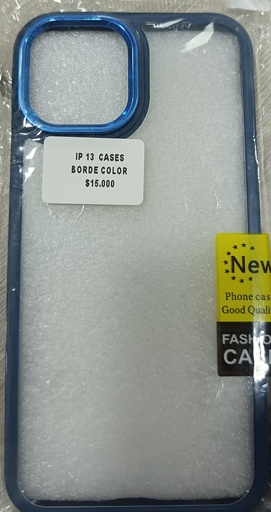 IP 13 CASES
BORDE COLOR
$15.000
New
Phone cas
Good Quali
FASHIO
CA